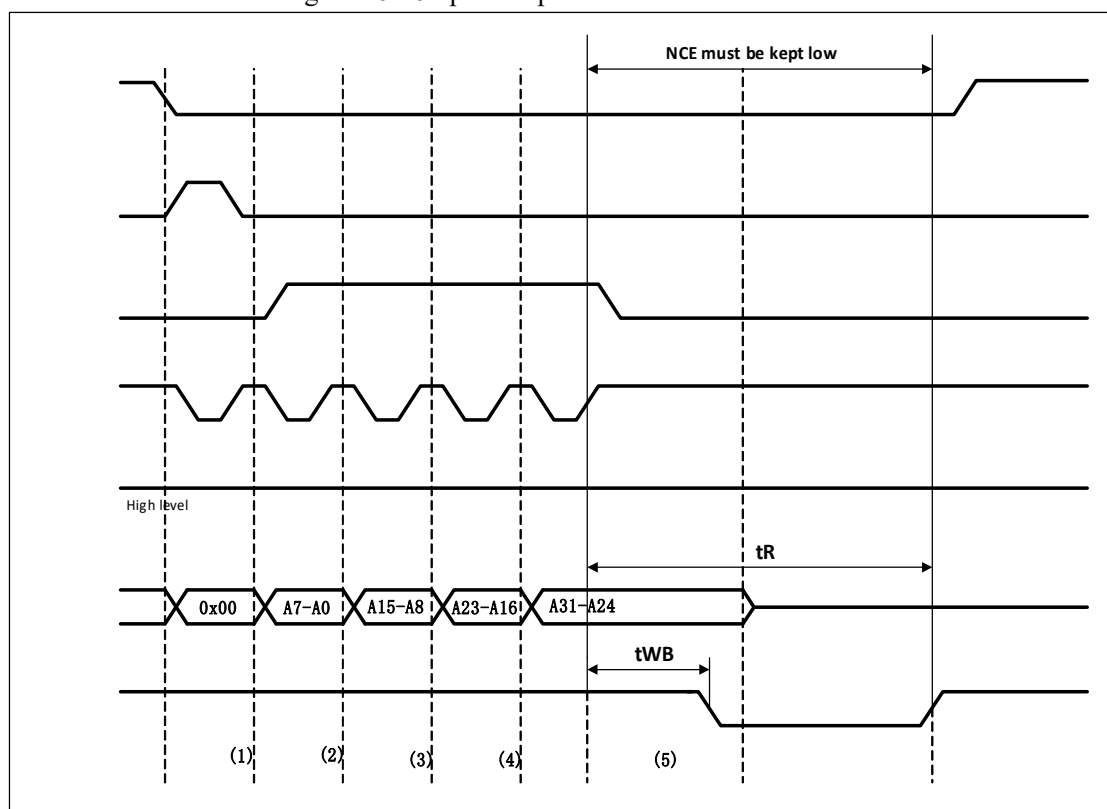 NCE must be kept low
High level
tR
0x00 A7-A0 A15-A8 A23-A16 A31-A24
tWB
(1) (2) (3) (4) (5)